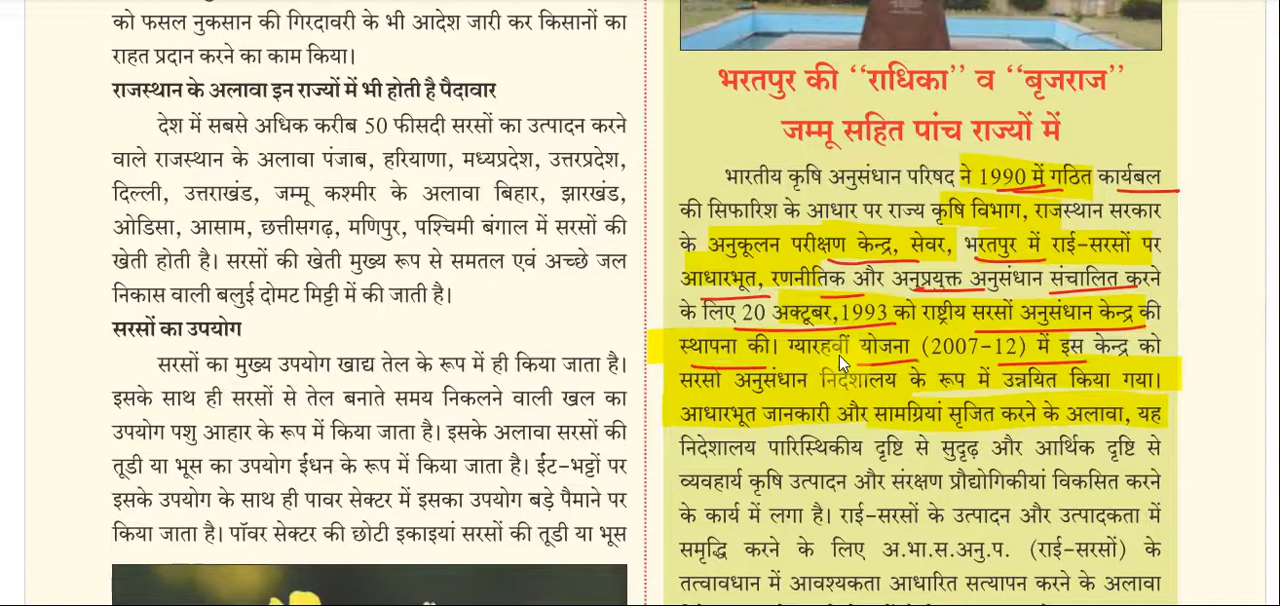 को फसल नुकसान की गिरदावरी के भी आदेश जारी कर किसानों का
राहत प्रदान करने का काम किया।
राजस्थान के अलावा इन राज्यों में भी होती है पैदावार
देश में सबसे अधिक करीब 50 फीसदी सरसों का उत्पादन करने
वाले राजस्थान के अलावा पंजाब, हरियाणा, मध्यप्रदेश, उत्तरप्रदेश,
दिल्ली, उत्तराखंड, जम्मू कश्मीर के अलावा बिहार, झारखंड,
ओडिसा, आसाम, छत्तीसगढ़, मणिपुर, पश्चिमी बंगाल में सरसों की
खेती होती है। सरसों की खेती मुख्य रूप से समतल एवं अच्छे जल
निकास वाली बलुई दोमट मिट्टी में की जाती है।
सरसों का उपयोग
सरसों का मुख्य उपयोग खाद्य तेल के रूप में ही किया जाता है।
इसके साथ ही सरसों से तेल बनाते समय निकलने वाली खल का
उपयोग पशु आहार के रूप में किया जाता है। इसके अलावा सरसों की
तूडी या भूस का उपयोग ईंधन के रूप में किया जाता है। ईंट-भट्टों पर
इसके उपयोग के साथ ही पावर सेक्टर में इसका उपयोग बड़े पैमाने पर
किया जाता है। पॉवर सेक्टर की छोटी इकाइयां सरसों की तूडी या भूस
भरतपुर की "राधिका" व "बृजराज"
जम्मू सहित पांच राज्यों में
भारतीय कृषि अनुसंधान परिषद ने 1990 में गठित कार्यबल
की सिफारिश के आधार पर राज्य कृषि विभाग, राजस्थान सरकार
के अनुकूलन परीक्षण केन्द्र, सेवर, भरतपुर में राई-सरसों पर
आधारभूत, रणनीतिक और अनुप्रयुक्त अनुसंधान संचालित करने
के लिए 20 अक्टूबर,1993 को राष्ट्रीय सरसों अनुसंधान केन्द्र की
स्थापना की। ग्यारहवीं योजना (2007-12) में इस केन्द्र को
सरसों अनुसंधान निदेशालय के रूप में उन्नयित किया गया।
आधारभूत जानकारी और सामग्रियां सृजित करने के अलावा, यह
निदेशालय पारिस्थिकीय दृष्टि से सुदृढ़ और आर्थिक दृष्टि से
व्यवहार्य कृषि उत्पादन और संरक्षण प्रौद्योगिकीयां विकसित करने
के कार्य में लगा है। राई-सरसों के उत्पादन और उत्पादकता में
समृद्धि करने के लिए अ.भा.स.अनु.प. (राई-सरसों) के
तत्वावधान में आवश्यकता आधारित सत्यापन करने के अलावा